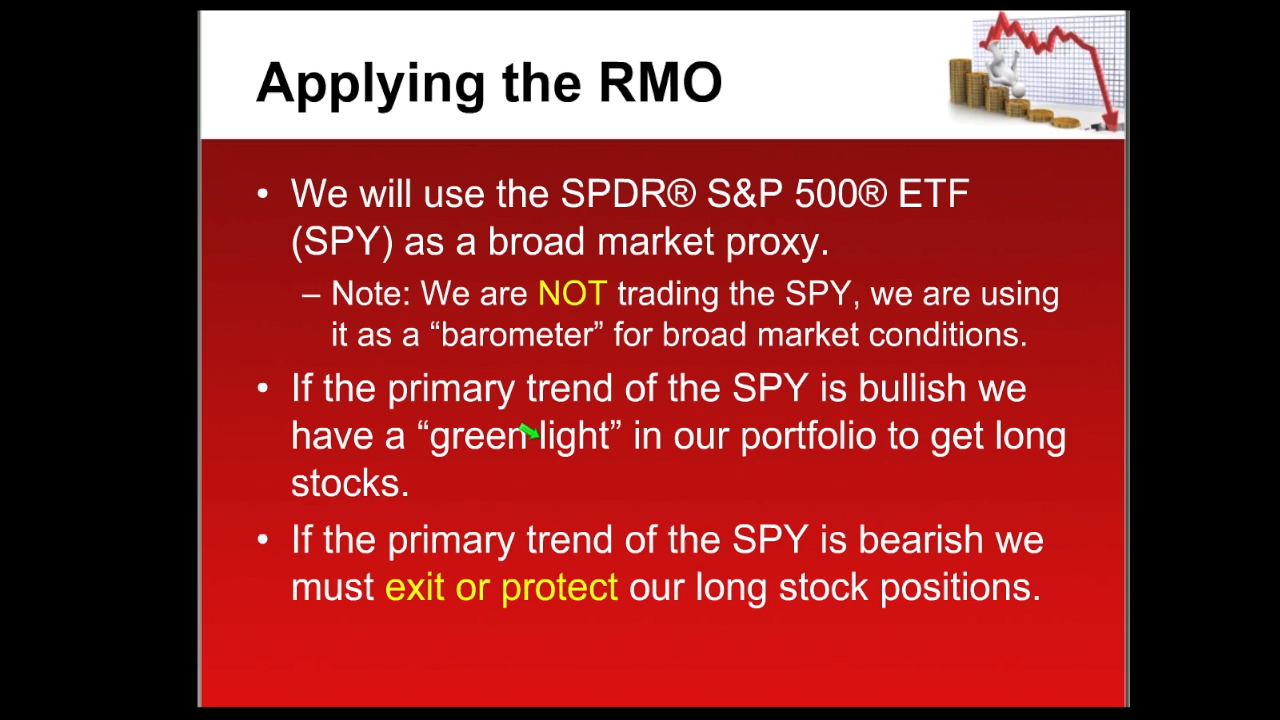 Applying the RMO
• We will use the SPDR® S&P 500® ETF
(SPY) as a broad market proxy.
– Note: We are NOT trading the SPY, we are using
it as a “barometer” for broad market conditions.
• If the primary trend of the SPY is bullish we
have a “green light” in our portfolio to get long
stocks.
• If the primary trend of the SPY is bearish we
must exit or protect our long stock positions.